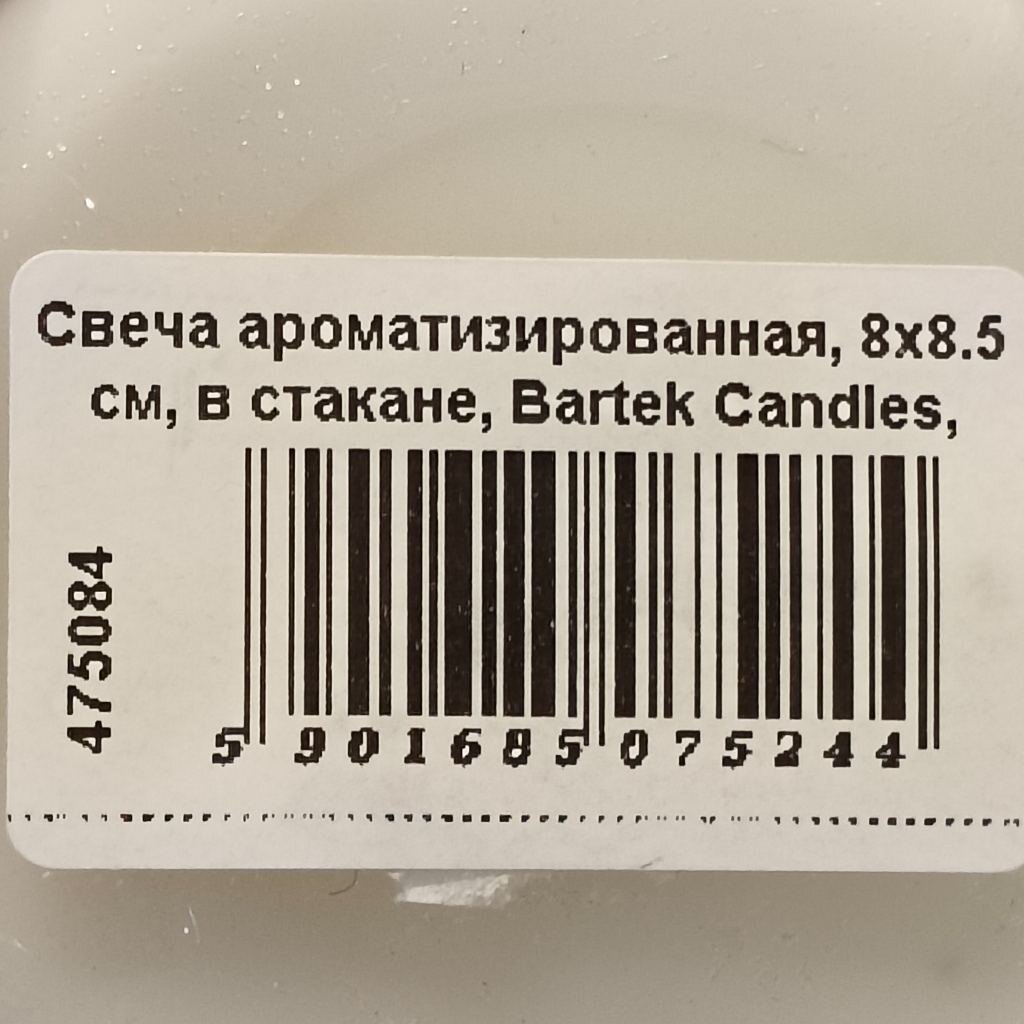 Свеча ароматизированная, 8x8.5
см, в стакане, Bartek Candles,
475084
5 901685 075244